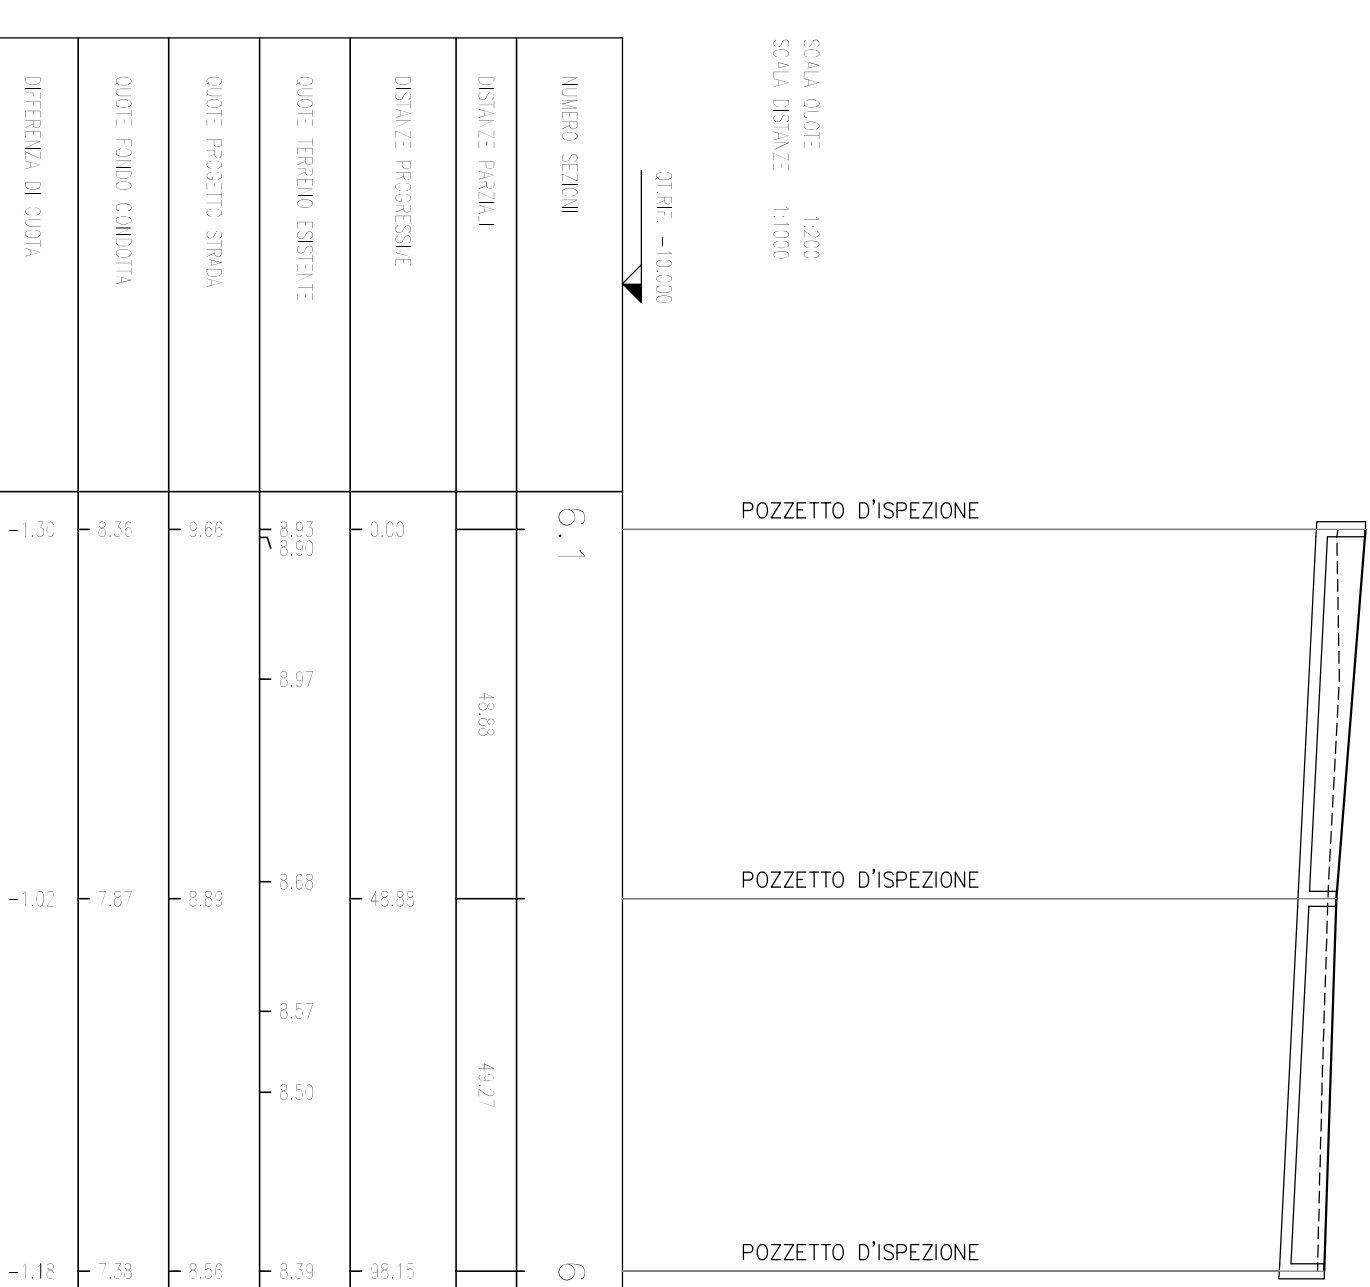 SCALA QUOTE 1:200
SCALA DISTANZE 1:1000
QT.RIF. -10.000
POZZETTO D'ISPEZIONE
POZZETTO D'ISPEZIONE
POZZETTO D'ISPEZIONE
NUMERO SEZIONI
6.1
6
DISTANZE PARZIALI
48.88
49.27
DISTANZE PROGRESSIVE
0.00
48.88
98.15
QUOTE TERRENO ESISTENTE
8.93
8.90
8.97
8.68
8.57
8.50
8.39
QUOTE PROGETTO STRADA
9.66
8.89
8.56
QUOTE FONDO CONDOTTA
8.36
7.87
7.38
DIFFERENZA DI QUOTA
-1.30
-1.02
-1.18